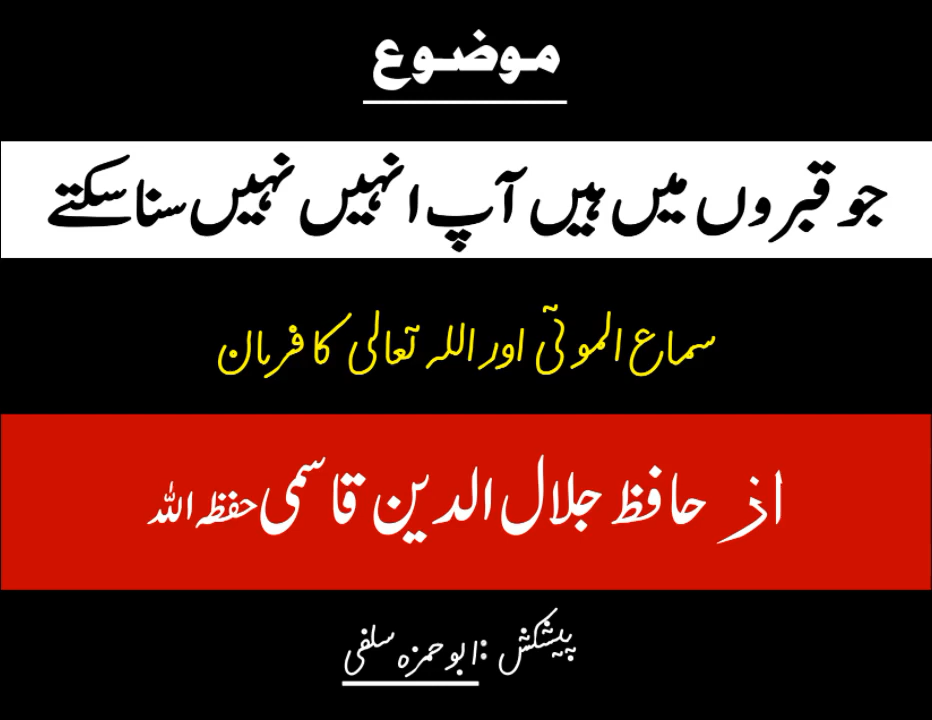 موضوع
جو قبروں میں ہیں آپ انہیں نہیں سنا سکتے
سماع الموتی اور اللہ تعالی کا فرمان
از حافظ جلال الدین قاسمی حفظہ اللہ
پیشکش : ابو حمزہ سلفی